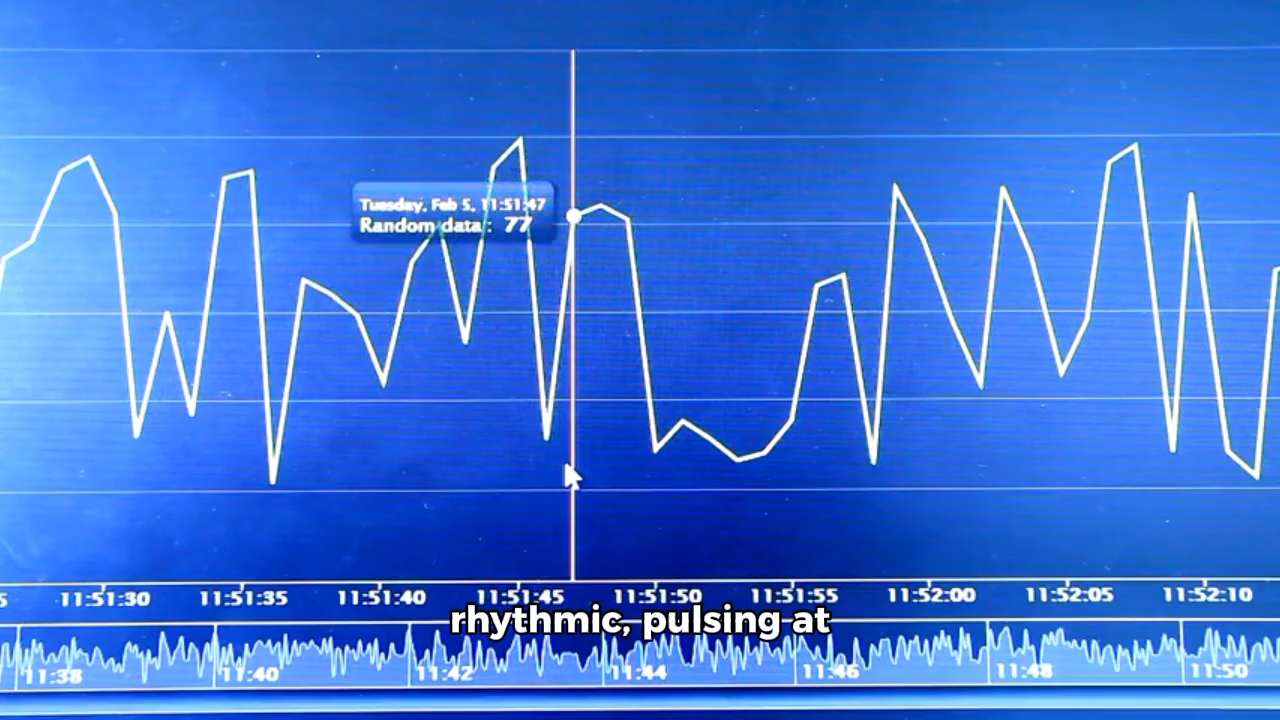 Tuesday, Feb 5, 11:51:47
Random data : 77
11:51:30 11:51:35 11:51:40 11:51:45 11:51:50 11:51:55 11:52:00 11:52:05 11:52:10
rhythmic, pulsing at
11:38 11:40 11:42 11:44 11:46 11:48 11:50